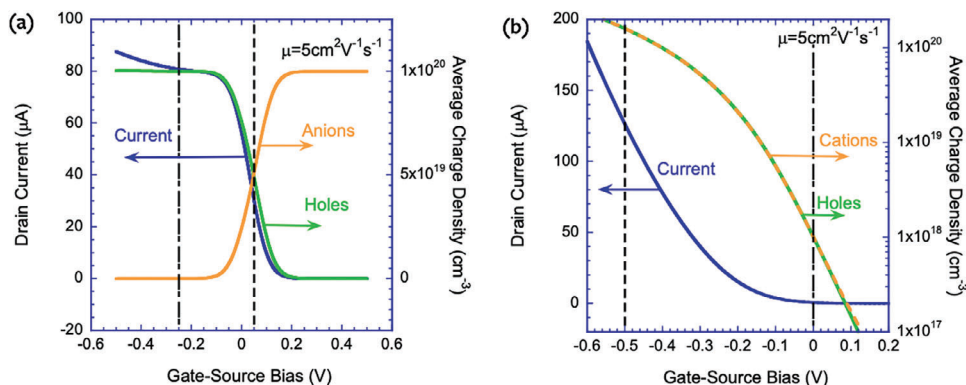 (a)
μ=5cm²V⁻¹s⁻¹
100
80
60
40
20
0
-20
Drain Current (μA)
Current
Anions
Holes
1x10²⁰
5x10¹⁹
0
Average Charge Density (cm⁻³)
-0.6 -0.4 -0.2 0 0.2 0.4 0.6
Gate-Source Bias (V)
(b)
μ=5cm²V⁻¹s⁻¹
200
150
100
50
0
Drain Current (μA)
Current
Cations
Holes
1x10²⁰
1x10¹⁹
1x10¹⁸
1x10¹⁷
Average Charge Density (cm⁻³)
-0.6 -0.5 -0.4 -0.3 -0.2 -0.1 0 0.1 0.2
Gate-Source Bias (V)